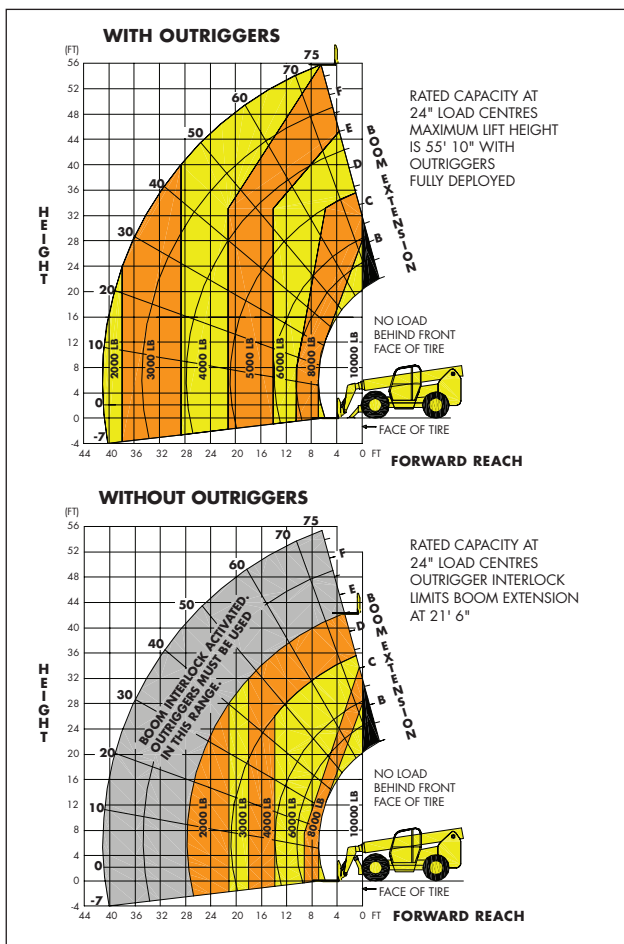 WITH OUTRIGGERS
(FT)
56
52
48
44
40
36
32
28
24
20
16
12
8
4
0
-4
HEIGHT
75
70
60
50
40
30
20
10
0
-7
F
E
D
C
B
BOOM EXTENSION
RATED CAPACITY AT
24" LOAD CENTRES
MAXIMUM LIFT HEIGHT
IS 55' 10" WITH
OUTRIGGERS
FULLY DEPLOYED
2000 LB
3000 LB
4000 LB
5000 LB
6000 LB
8000 LB
10000 LB
NO LOAD
BEHIND FRONT
FACE OF TIRE
FACE OF TIRE
44 40 36 32 28 24 20 16 12 8 4 0 FT
FORWARD REACH
WITHOUT OUTRIGGERS
(FT)
56
52
48
44
40
36
32
28
24
20
16
12
8
4
0
-4
HEIGHT
75
70
60
50
40
30
20
10
0
-7
F
E
D
C
B
BOOM EXTENSION
RATED CAPACITY AT
24" LOAD CENTRES
OUTRIGGER INTERLOCK
LIMITS BOOM EXTENSION
AT 21' 6"
BOOM INTERLOCK ACTIVATED.
OUTRIGGERS MUST BE USED
IN THIS RANGE.
2000 LB
3000 LB
4000 LB
6000 LB
8000 LB
10000 LB
NO LOAD
BEHIND FRONT
FACE OF TIRE
FACE OF TIRE
44 40 36 32 28 24 20 16 12 8 4 0 FT
FORWARD REACH